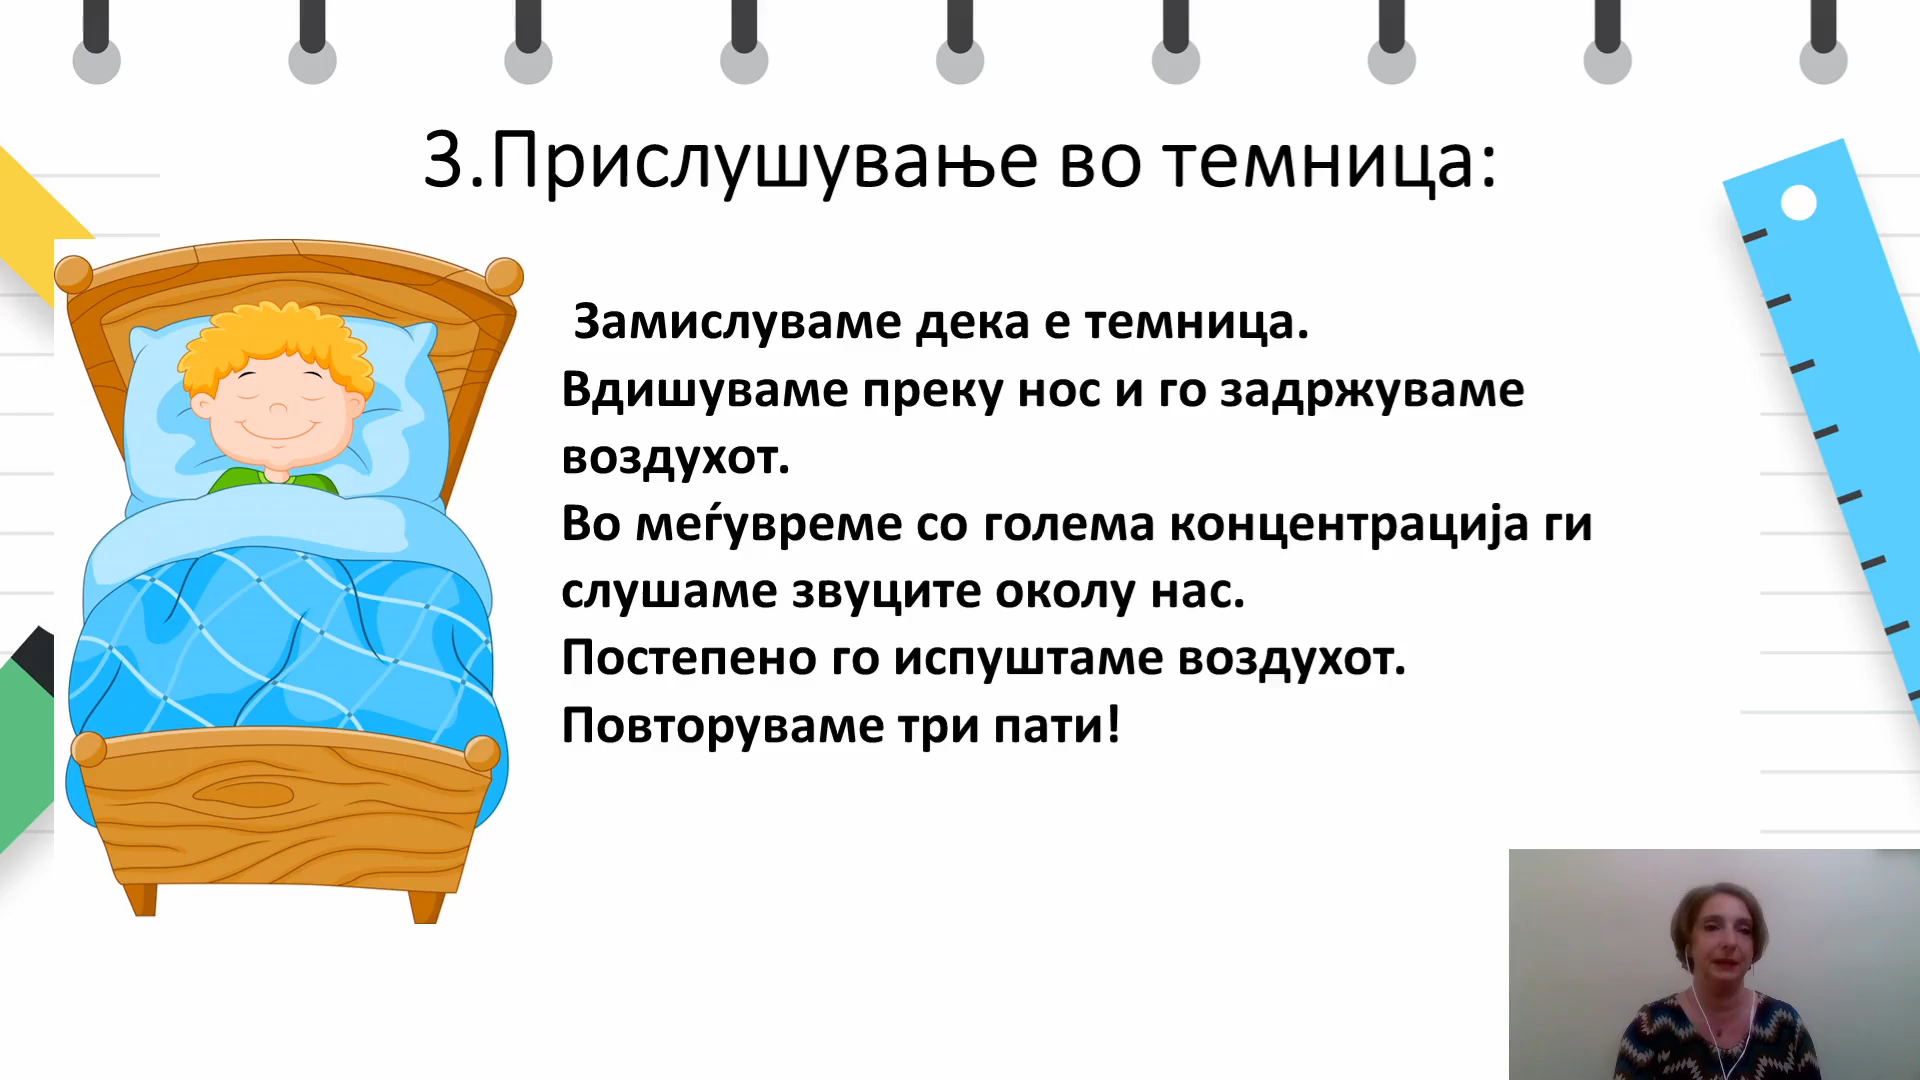 3.Прислушување во темница:
Замислуваме дека е темница.
Вдишуваме преку нос и го задржуваме
воздухот.
Во меѓувреме со голема концентрација ги
слушаме звуците околу нас.
Постепено го испуштаме воздухот.
Повторуваме три пати!